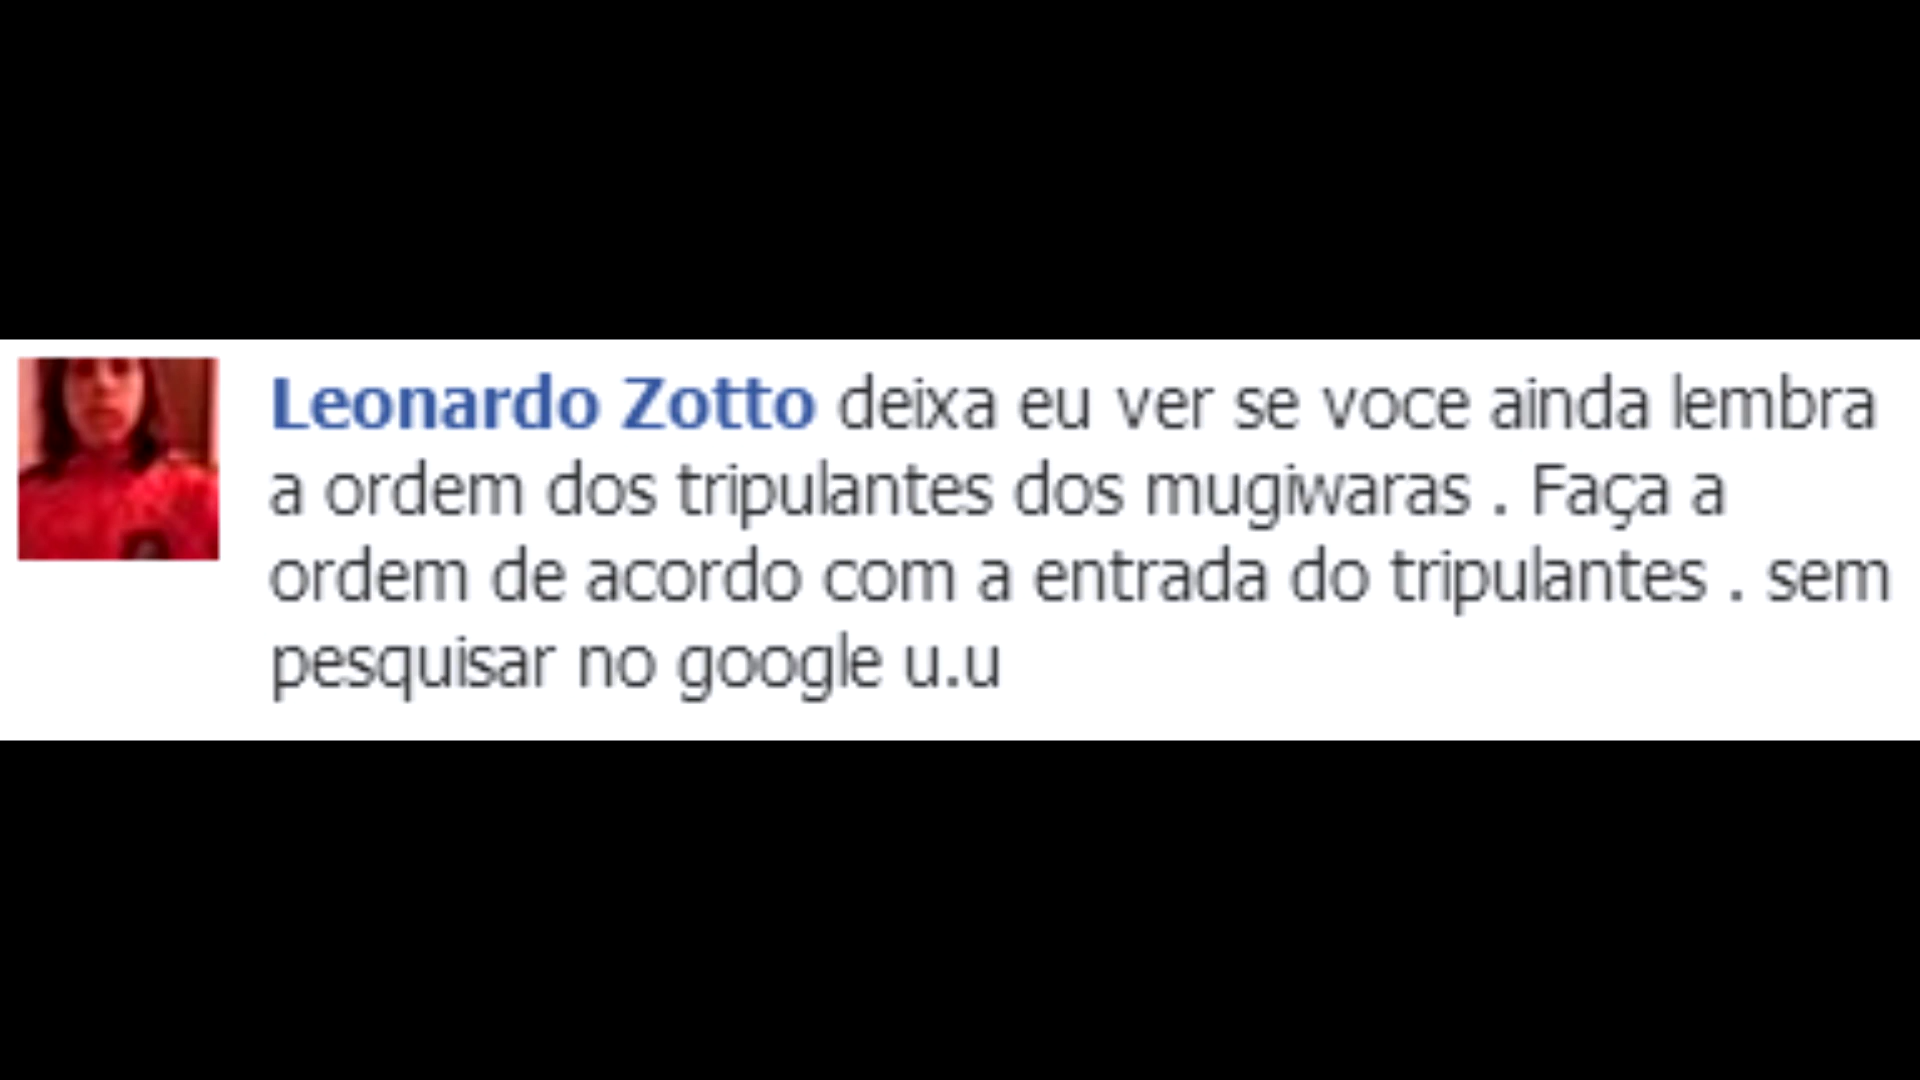 Leonardo Zotto deixa eu ver se voce ainda lembra
a ordem dos tripulantes dos mugiwaras . Faça a
ordem de acordo com a entrada do tripulantes . sem
pesquisar no google u.u